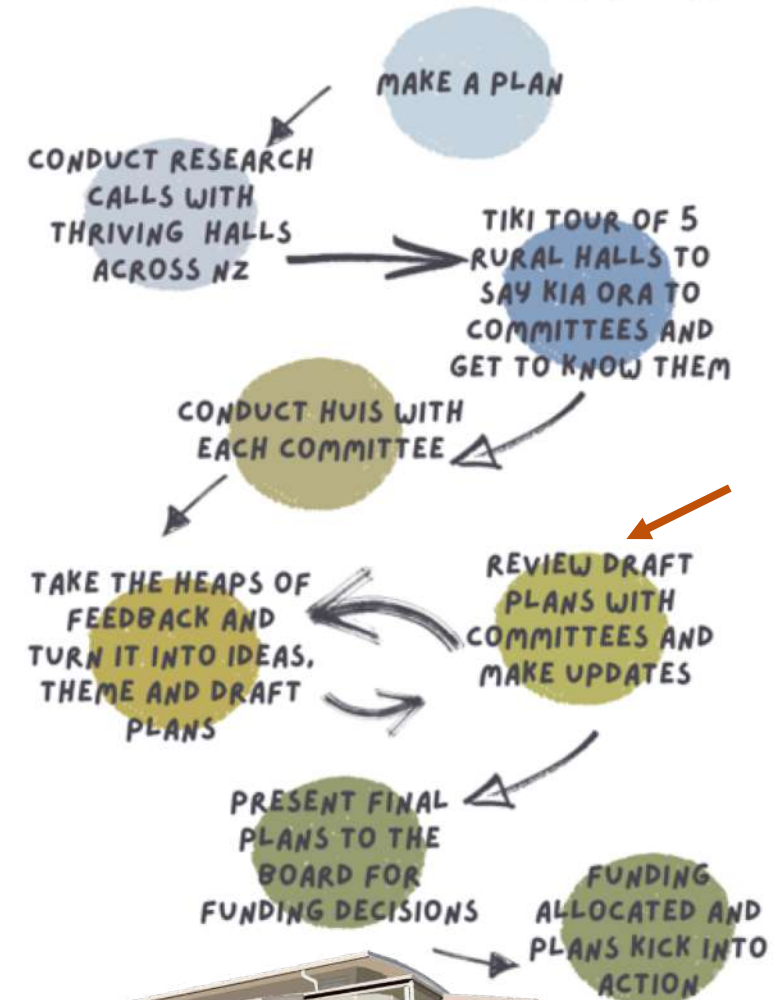 MAKE A PLAN
CONDUCT RESEARCH
CALLS WITH
THRIVING HALLS
ACROSS NZ
TIKI TOUR OF 5
RURAL HALLS TO
SAY KIA ORA TO
COMMITTEES AND
GET TO KNOW THEM
CONDUCT HUIS WITH
EACH COMMITTEE
TAKE THE HEAPS OF
FEEDBACK AND
TURN IT INTO IDEAS,
THEME AND DRAFT
PLANS
REVIEW DRAFT
PLANS WITH
COMMITTEES AND
MAKE UPDATES
PRESENT FINAL
PLANS TO THE
BOARD FOR
FUNDING DECISIONS
FUNDING
ALLOCATED AND
PLANS KICK INTO
ACTION